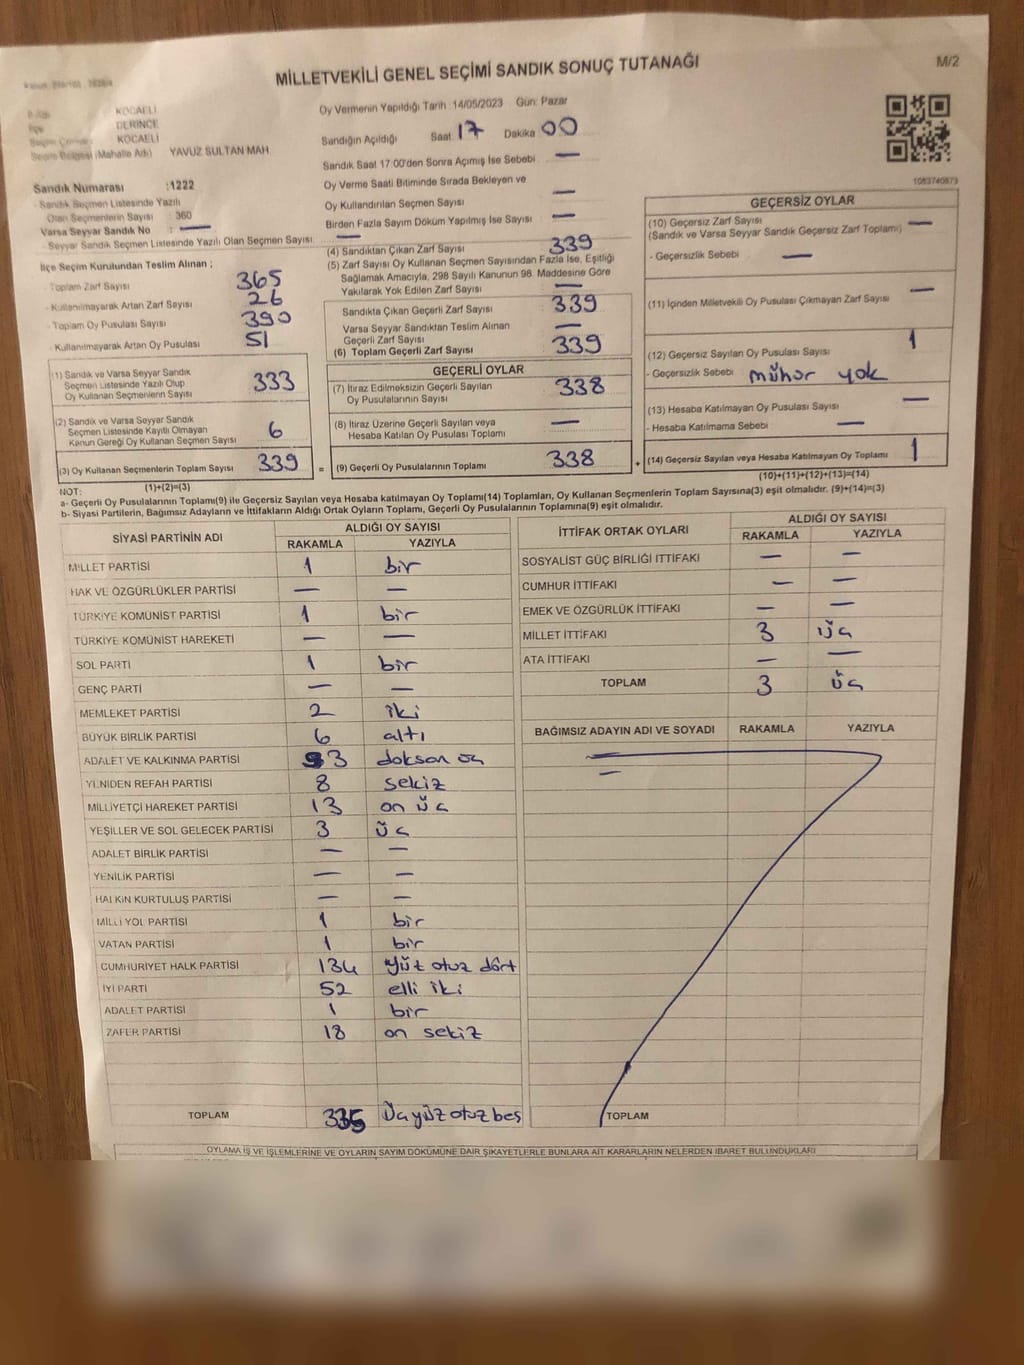 MİLLETVEKİLİ GENEL SEÇİMİ SANDIK SONUÇ TUTANAĞI
M/2
KOCAELİ
İlçe DERİNCE
KOCAELİ
(Mahalle Adı) YAVUZ SULTAN MAH.
Oy Vermenin Yapıldığı Tarih : 14/05/2023 Gün: Pazar
Sandığın Açıldığı Saat 17 Dakika 00
Sandık Saat 17:00'den Sonra Açımış İse Sebebi —
Oy Verme Saati Bitiminde Sırada Bekleyen ve
Oy Kullandırılan Seçmen Sayısı —
Birden Fazla Sayım Döküm Yapılmış İse Sayısı —
1083740873
Sandık Numarası :1222
- Sandık Seçmen Listesinde Yazılı
Olan Seçmenlerin Sayısı : 360
Varsa Seyyar Sandık No : —
- Seyyar Sandık Seçmen Listesinde Yazılı Olan Seçmen Sayısı: —
İlçe Seçim Kurulundan Teslim Alınan ;
- Toplam Zarf Sayısı 365
- Kullanılmayarak Artan Zarf Sayısı 26
- Toplam Oy Pusulası Sayısı 390
- Kullanılmayarak Artan Oy Pusulası 51
(1) Sandık ve Varsa Seyyar Sandık
Seçmen Listesinde Yazılı Olup
Oy Kullanan Seçmenlerin Sayısı 333
(2) Sandık ve Varsa Seyyar Sandık
Seçmen Listesinde Kayıtlı Olmayan
Kanun Gereği Oy Kullanan Seçmen Sayısı 6
(3) Oy Kullanan Seçmenlerin Toplam Sayısı 339
(1)+(2)=(3)
(4) Sandıktan Çıkan Zarf Sayısı 339
(5) Zarf Sayısı Oy Kullanan Seçmen Sayısından Fazla İse, Eşitliği
Sağlamak Amacıyla, 298 Sayılı Kanunun 98. Maddesine Göre
Yakılarak Yok Edilen Zarf Sayısı —
Sandıkta Çıkan Geçerli Zarf Sayısı 339
Varsa Seyyar Sandıktan Teslim Alınan
Geçerli Zarf Sayısı —
(6) Toplam Geçerli Zarf Sayısı 339
GEÇERLİ OYLAR
(7) İtiraz Edilmeksizin Geçerli Sayılan
Oy Pusulalarının Sayısı 338
(8) İtiraz Üzerine Geçerli Sayılan veya
Hesaba Katılan Oy Pusulası Toplamı —
= (9) Geçerli Oy Pusulalarının Toplamı 338
GEÇERSİZ OYLAR
(10) Geçersiz Zarf Sayısı
(Sandık ve Varsa Seyyar Sandık Geçersiz Zarf Toplamı) —
- Geçersizlik Sebebi —
(11) İçinden Milletvekili Oy Pusulası Çıkmayan Zarf Sayısı —
(12) Geçersiz Sayılan Oy Pusulası Sayısı 1
- Geçersizlik Sebebi mühür yok
(13) Hesaba Katılmayan Oy Pusulası Sayısı —
- Hesaba Katılmama Sebebi —
+ (14) Geçersiz Sayılan veya Hesaba Katılmayan Oy Toplamı 1
(10)+(11)+(12)+(13)=(14)
NOT:
a- Geçerli Oy Pusulalarının Toplamı(9) ile Geçersiz Sayılan veya Hesaba katılmayan Oy Toplamı(14) Toplamları, Oy Kullanan Seçmenlerin Toplam Sayısına(3) eşit olmalıdır. (9)+(14)=(3)
b- Siyasi Partilerin, Bağımsız Adayların ve İttifakların Aldığı Ortak Oyların Toplamı, Geçerli Oy Pusulalarının Toplamına(9) eşit olmalıdır.
SİYASİ PARTİNİN ADI
ALDIĞI OY SAYISI
RAKAMLA YAZIYLA
MİLLET PARTİSİ 1 bir
HAK VE ÖZGÜRLÜKLER PARTİSİ — —
TÜRKİYE KOMÜNİST PARTİSİ 1 bir
TÜRKİYE KOMÜNİST HAREKETİ — —
SOL PARTİ 1 bir
GENÇ PARTİ — —
MEMLEKET PARTİSİ 2 iki
BÜYÜK BİRLİK PARTİSİ 6 altı
ADALET VE KALKINMA PARTİSİ 93 doksan üç
YENİDEN REFAH PARTİSİ 8 sekiz
MİLLİYETÇİ HAREKET PARTİSİ 13 on üç
YEŞİLLER VE SOL GELECEK PARTİSİ 3 üç
ADALET BİRLİK PARTİSİ — —
YENİLİK PARTİSİ — —
HALKIN KURTULUŞ PARTİSİ — —
MİLLİ YOL PARTİSİ 1 bir
VATAN PARTİSİ 1 bir
CUMHURİYET HALK PARTİSİ 134 yüz otuz dört
İYİ PARTİ 52 elli iki
ADALET PARTİSİ 1 bir
ZAFER PARTİSİ 18 on sekiz
TOPLAM 335 Üçyüz otuz beş
İTTİFAK ORTAK OYLARI
ALDIĞI OY SAYISI
RAKAMLA YAZIYLA
SOSYALİST GÜÇ BİRLİĞİ İTTİFAKI — —
CUMHUR İTTİFAKI — —
EMEK VE ÖZGÜRLÜK İTTİFAKI — —
MİLLET İTTİFAKI 3 üç
ATA İTTİFAKI — —
TOPLAM 3 üç
BAĞIMSIZ ADAYIN ADI VE SOYADI RAKAMLA YAZIYLA
TOPLAM
OYLAMA İŞ VE İŞLEMLERİNE VE OYLARIN SAYIM DÖKÜMÜNE DAİR ŞİKAYETLERLE BUNLARA AİT KARARLARIN NELERDEN İBARET BULUNDUKLARI